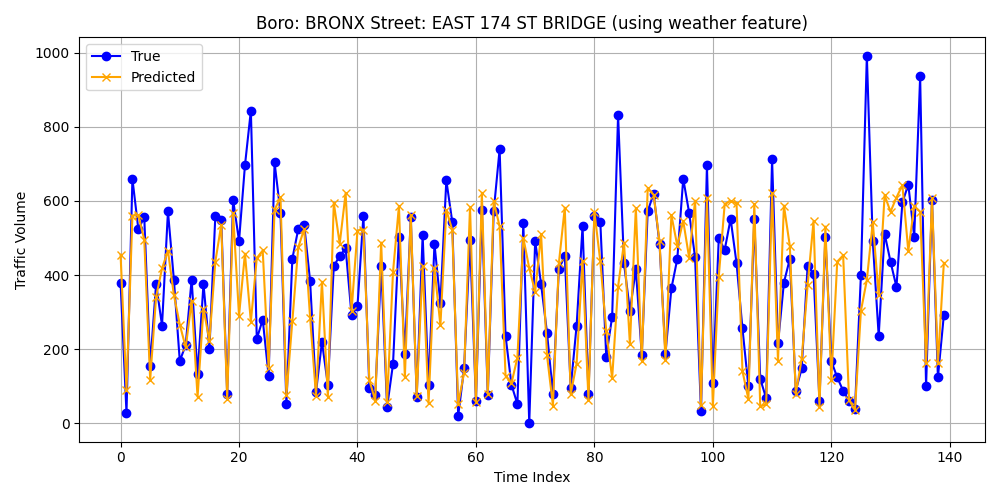 Boro: BRONX Street: EAST 174 ST BRIDGE (using weather feature)
True
Predicted
Traffic Volume
1000
800
600
400
200
0
0 20 40 60 80 100 120 140
Time Index